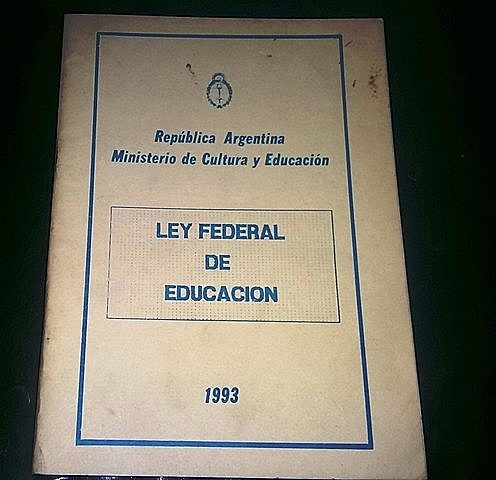 República Argentina
Ministerio de Cultura y Educación
LEY FEDERAL
DE
EDUCACION
1993